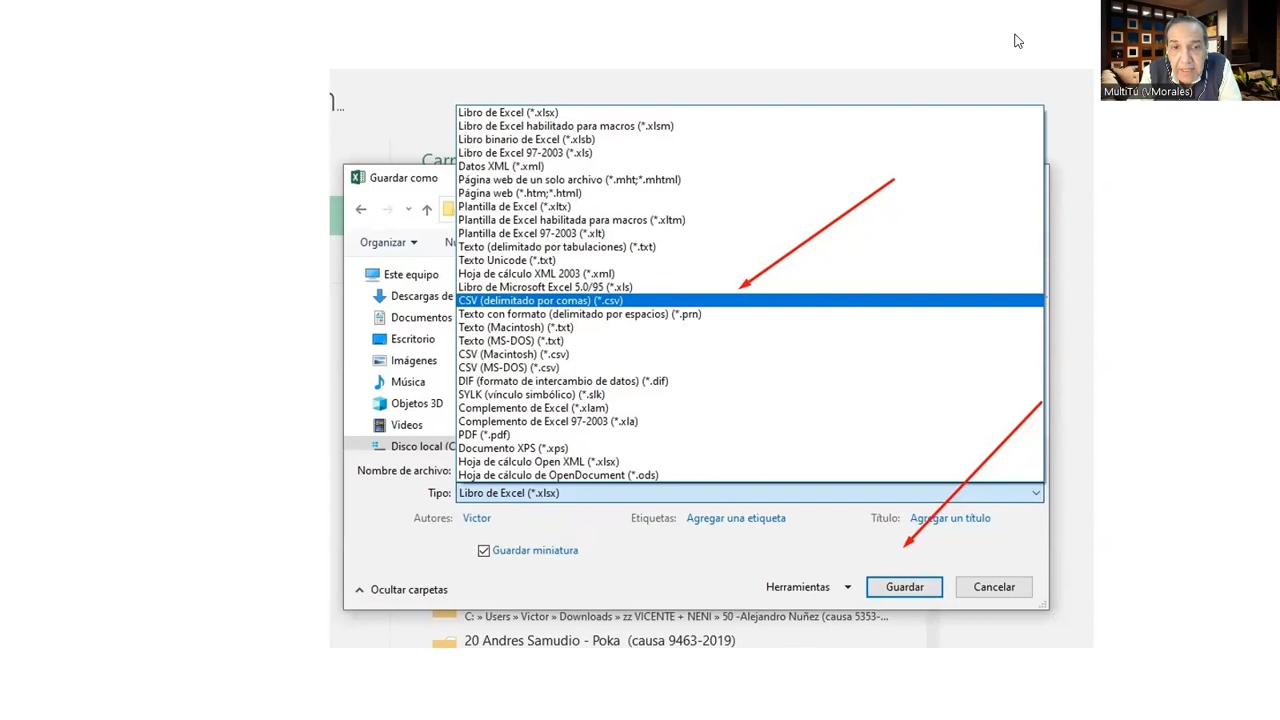 MultiTú (VMorales)
...
Libro de Excel (*.xlsx)
Libro de Excel habilitado para macros (*.xlsm)
Libro binario de Excel (*.xlsb)
Libro de Excel 97-2003 (*.xls)
Datos XML (*.xml)
Página web de un solo archivo (*.mht;*.mhtml)
Página web (*.htm;*.html)
Plantilla de Excel (*.xltx)
Plantilla de Excel habilitada para macros (*.xltm)
Plantilla de Excel 97-2003 (*.xlt)
Texto (delimitado por tabulaciones) (*.txt)
Texto Unicode (*.txt)
Hoja de cálculo XML 2003 (*.xml)
Libro de Microsoft Excel 5.0/95 (*.xls)
CSV (delimitado por comas) (*.csv)
Texto con formato (delimitado por espacios) (*.prn)
Texto (Macintosh) (*.txt)
Texto (MS-DOS) (*.txt)
CSV (Macintosh) (*.csv)
CSV (MS-DOS) (*.csv)
DIF (formato de intercambio de datos) (*.dif)
SYLK (vínculo simbólico) (*.slk)
Complemento de Excel (*.xlam)
Complemento de Excel 97-2003 (*.xla)
PDF (*.pdf)
Documento XPS (*.xps)
Hoja de cálculo Open XML (*.xlsx)
Hoja de cálculo de OpenDocument (*.ods)
Carp
Guardar como
Organizar
Nu
Este equipo
Descargas de
Documentos
Escritorio
Imágenes
Música
Objetos 3D
Videos
Disco local (C
Nombre de archivo:
Tipo: Libro de Excel (*.xlsx)
Autores: Victor Etiquetas: Agregar una etiqueta Título: Agregar un título
Guardar miniatura
Ocultar carpetas Herramientas Guardar Cancelar
C: » Users » Victor » Downloads » zz VICENTE + NENI » 50 -Alejandro Nuñez (causa 5353-...
20 Andres Samudio - Poka (causa 9463-2019)